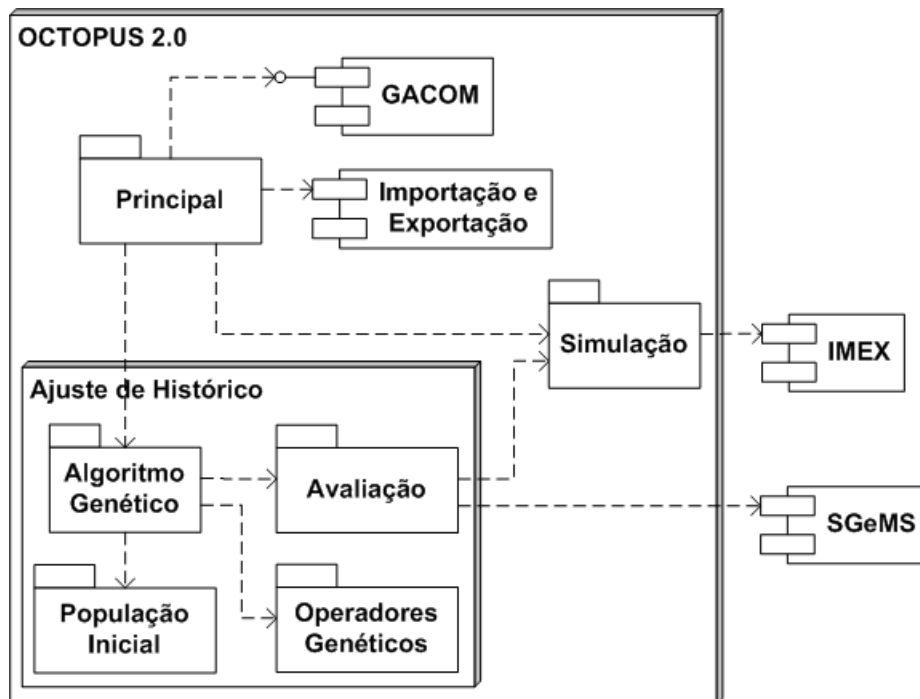 OCTOPUS 2.0
GACOM
Principal
Importação e
Exportação
Simulação
IMEX
Ajuste de Histórico
Algoritmo
Genético
Avaliação
SGeMS
População
Inicial
Operadores
Genéticos